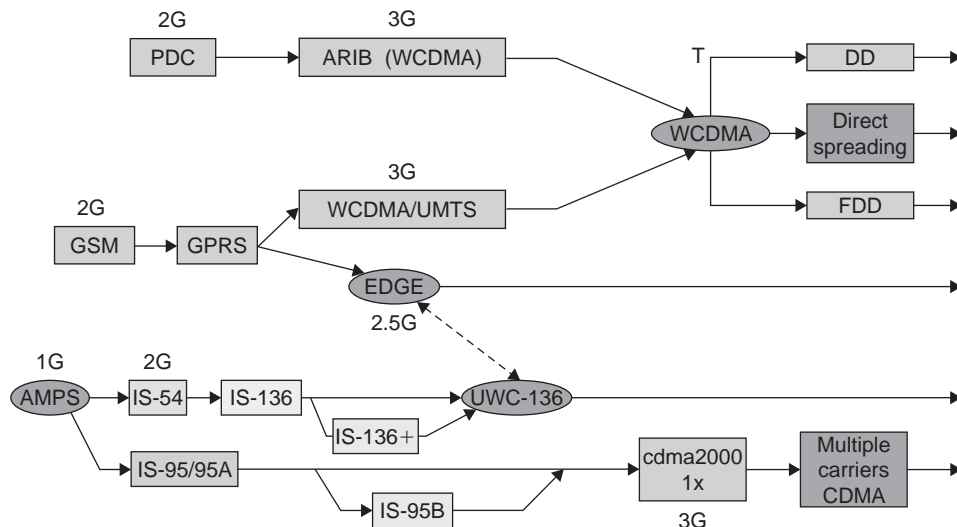 2G
3G
PDC
ARIB (WCDMA)
T
DD
WCDMA
Direct
spreading
3G
2G
WCDMA/UMTS
FDD
GSM
GPRS
EDGE
2.5G
1G
2G
AMPS
IS-54
IS-136
UWC-136
IS-136+
IS-95/95A
cdma2000
1x
Multiple
carriers
CDMA
IS-95B
3G